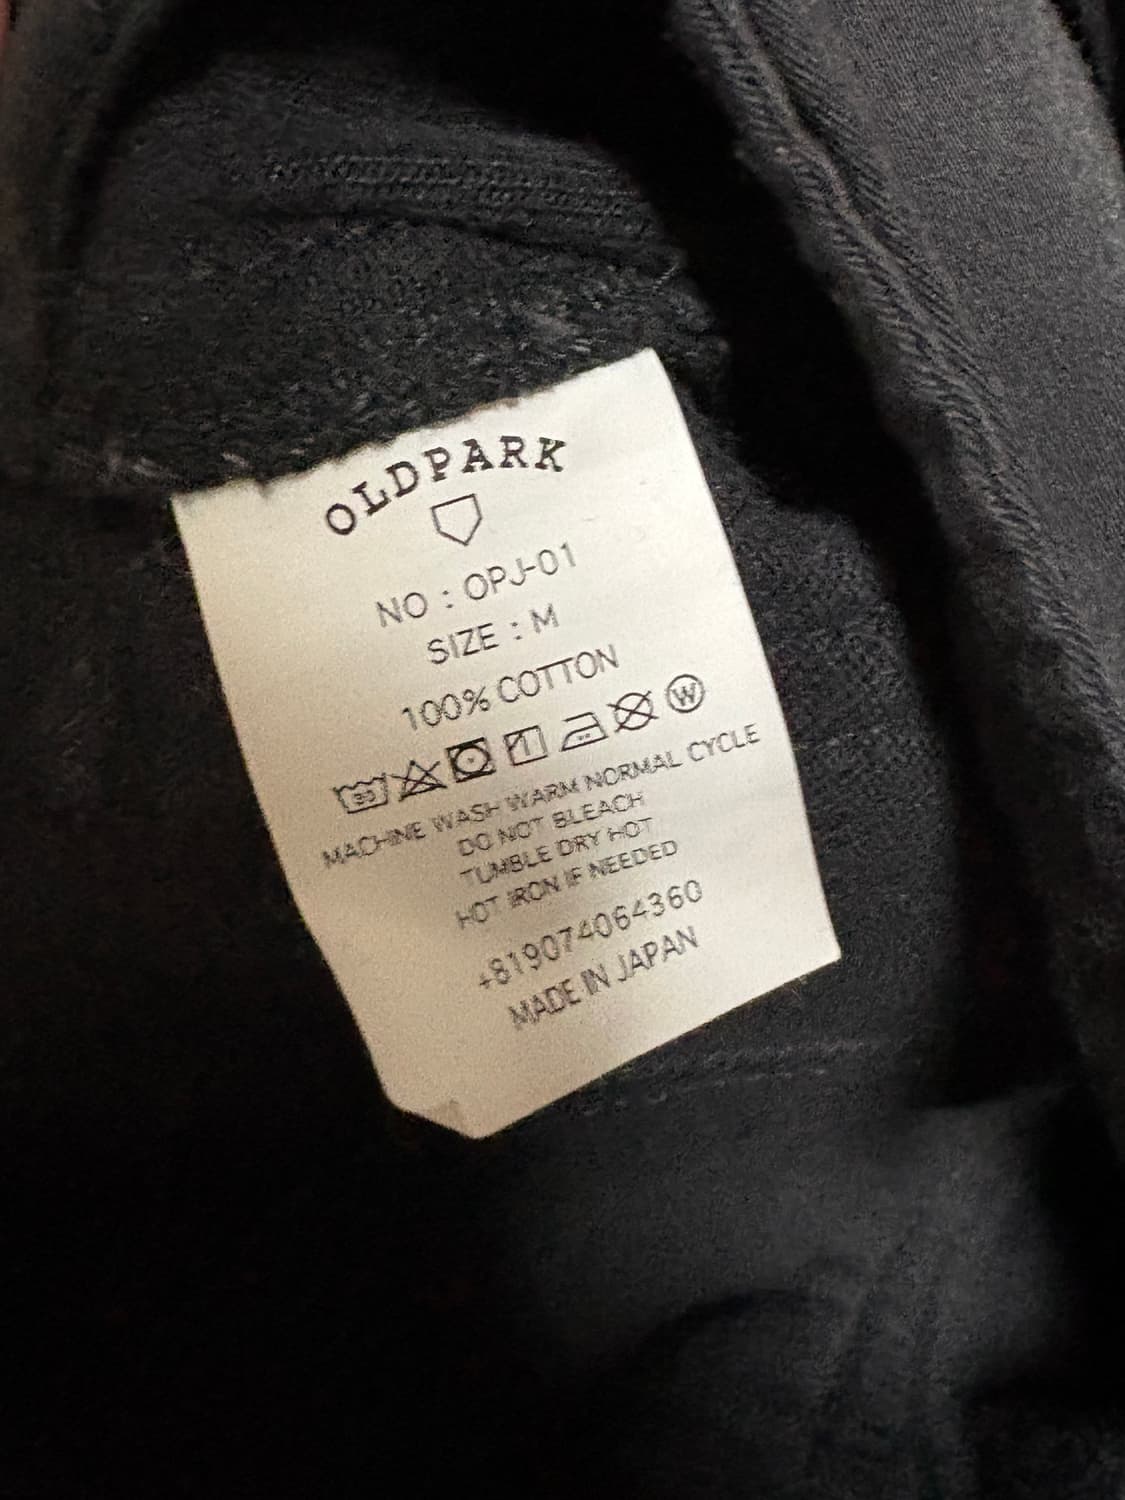 OLDPARK
NO : OPJ-01
SIZE : M
100% COTTON
W
MACHINE WASH WARM NORMAL CYCLE
DO NOT BLEACH
TUMBLE DRY HOT
HOT IRON IF NEEDED
+819074064360
MADE IN JAPAN